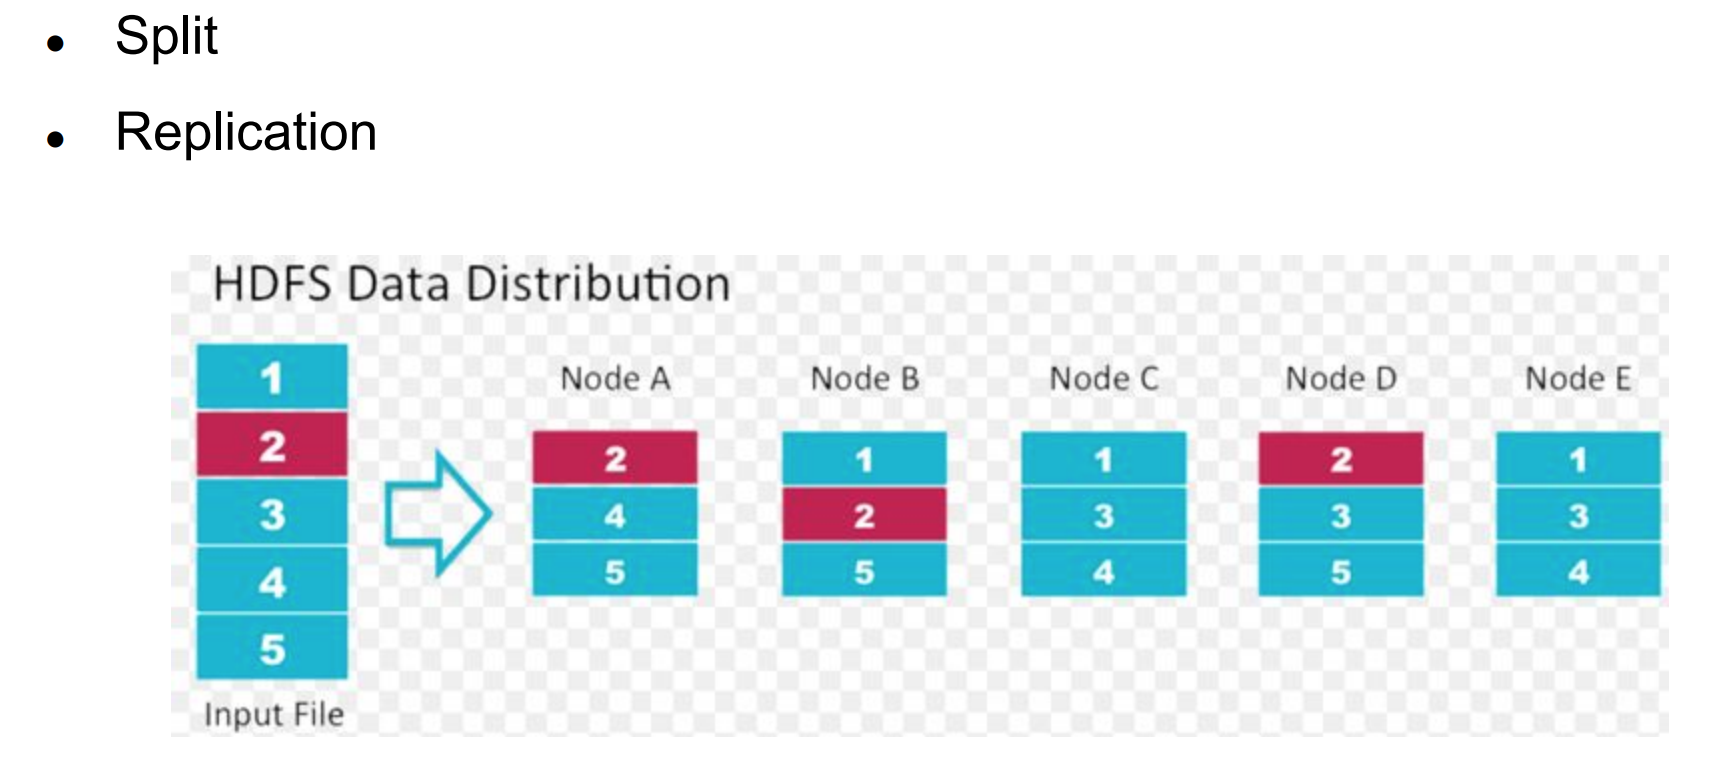 ● Split
● Replication
HDFS Data Distribution
1
2
3
4
5
Input File
Node A
2
4
5
Node B
1
2
5
Node C
1
3
4
Node D
2
3
5
Node E
1
3
4